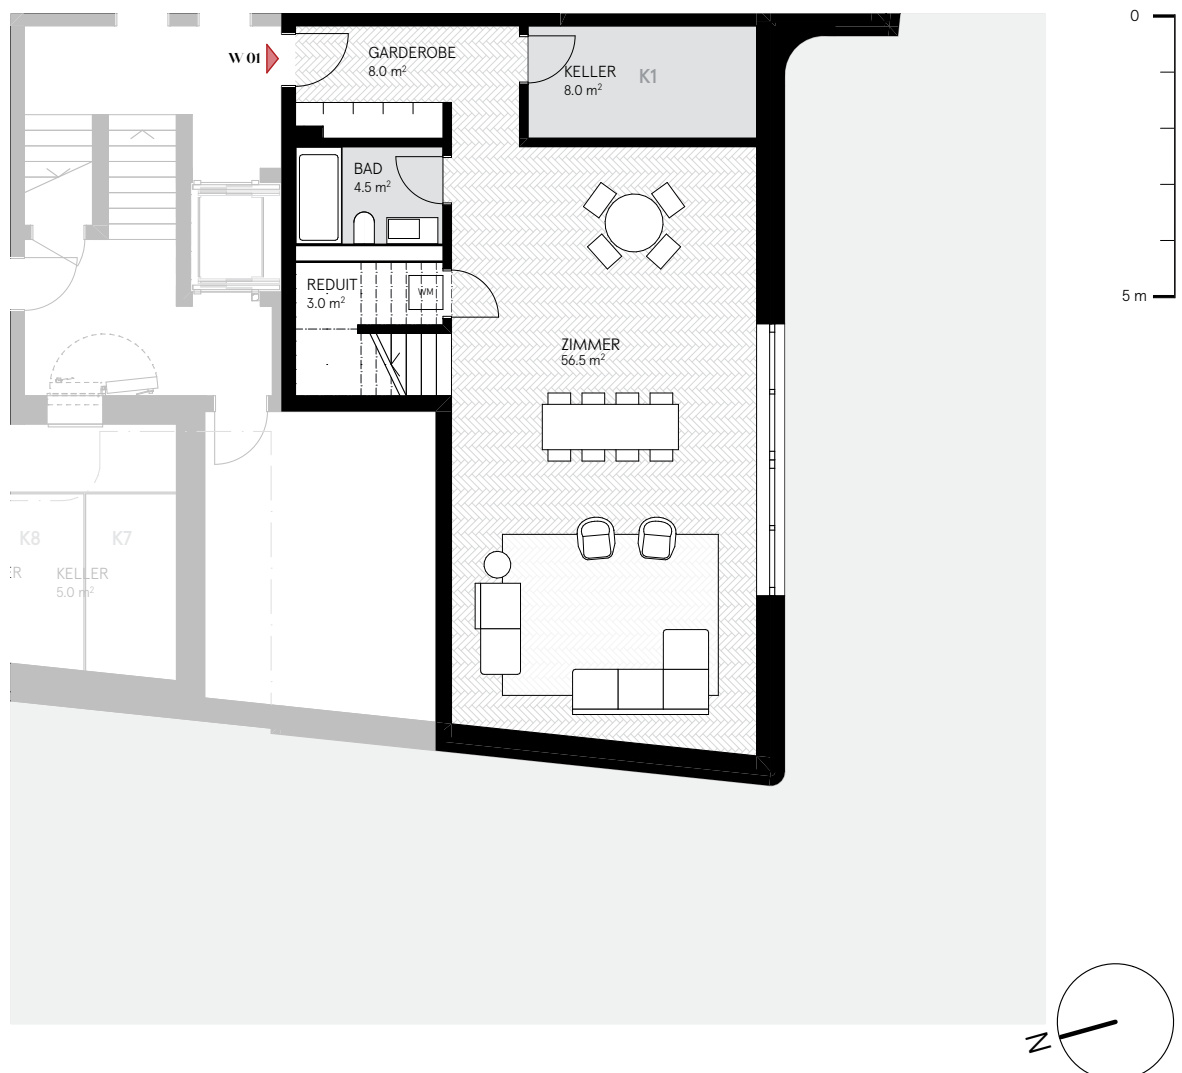 W 01
GARDEROBE
8.0 m²
KELLER
8.0 m²
K1
BAD
4.5 m²
REDUIT
3.0 m²
WM
ZIMMER
56.5 m²
K8
K7
ER
KELLER
5.0 m²
0
5 m
N